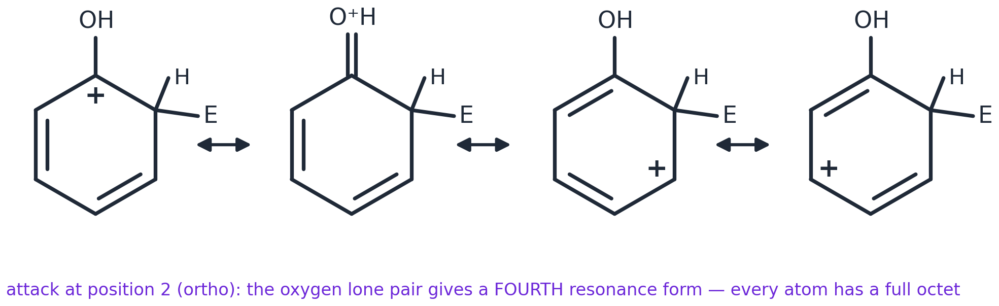 OH O⁺H OH OH
H H H H
E E E E
+ +
+
attack at position 2 (ortho): the oxygen lone pair gives a FOURTH resonance form — every atom has a full octet